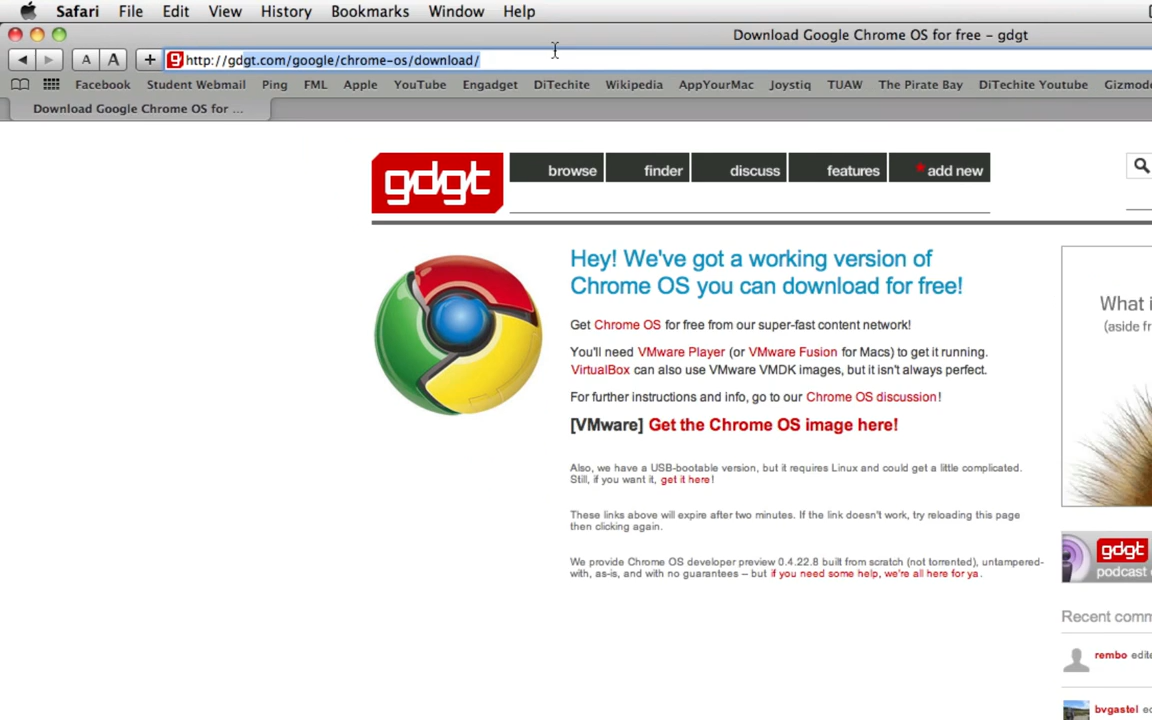 Safari File Edit View History Bookmarks Window Help
Download Google Chrome OS for free – gdgt
A A + http://gdgt.com/google/chrome-os/download/
Facebook Student Webmail Ping FML Apple YouTube Engadget DiTechite Wikipedia AppYourMac Joystiq TUAW The Pirate Bay DiTechite Youtube Gizmod
Download Google Chrome OS for ...
gdgt browse finder discuss features * add new
Hey! We've got a working version of
Chrome OS you can download for free!
Get Chrome OS for free from our super-fast content network!
You'll need VMware Player (or VMware Fusion for Macs) to get it running.
VirtualBox can also use VMware VMDK images, but it isn't always perfect.
For further instructions and info, go to our Chrome OS discussion!
[VMware] Get the Chrome OS image here!
Also, we have a USB-bootable version, but it requires Linux and could get a little complicated.
Still, if you want it, get it here!
These links above will expire after two minutes. If the link doesn't work, try reloading this page
then clicking again.
We provide Chrome OS developer preview 0.4.22.8 built from scratch (not torrented), untampered-
with, as-is, and with no guarantees – but if you need some help, we're all here for ya.
What i
(aside fr
gdgt
podcast
Recent comm
rembo edite
bvgastel ed